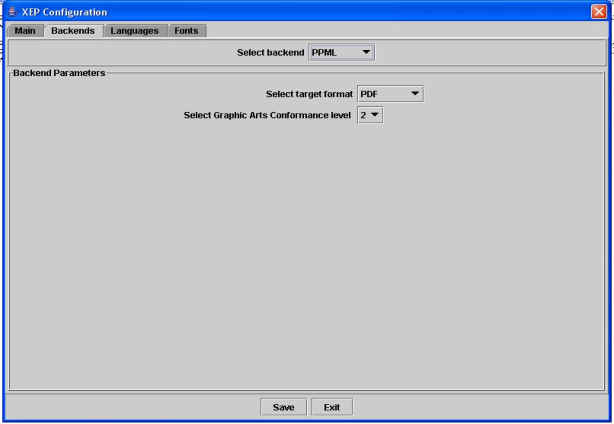 XEP Configuration
Main Backends Languages Fonts
Select backend PPML
Backend Parameters
Select target format PDF
Select Graphic Arts Conformance level 2
Save Exit